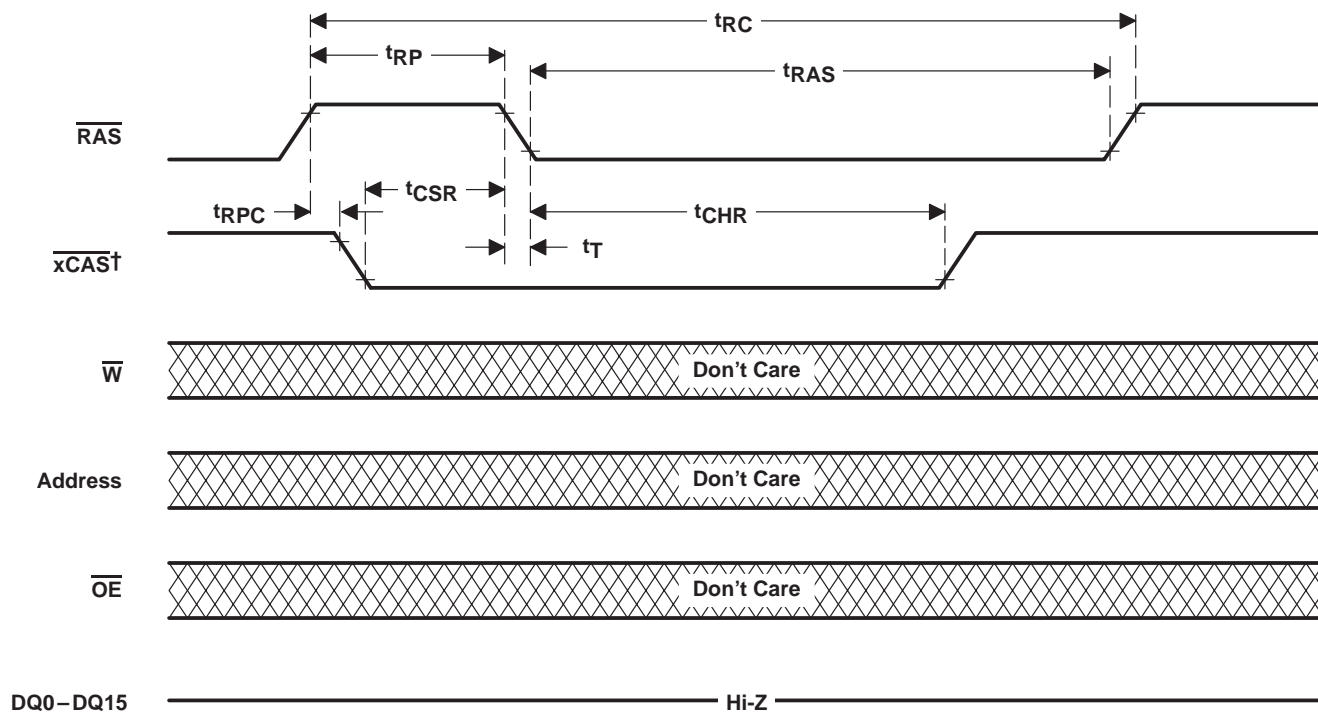 tRC
tRP
tRAS
RAS
tCSR
tRPC
tCHR
xCAS†
tT
W
Don't Care
Address
Don't Care
OE
Don't Care
DQ0–DQ15
Hi-Z